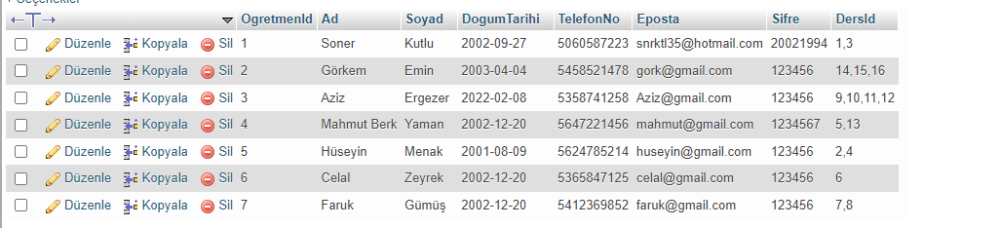 Seçenekler
OgretmenId Ad Soyad DogumTarihi TelefonNo Eposta Sifre DersId
Düzenle Kopyala Sil 1 Soner Kutlu 2002-09-27 5060587223 snrktl35@hotmail.com 20021994 1,3
Düzenle Kopyala Sil 2 Görkem Emin 2003-04-04 5458521478 gork@gmail.com 123456 14,15,16
Düzenle Kopyala Sil 3 Aziz Ergezer 2022-02-08 5358741258 Aziz@gmail.com 123456 9,10,11,12
Düzenle Kopyala Sil 4 Mahmut Berk Yaman 2002-12-20 5647221456 mahmut@gmail.com 1234567 5,13
Düzenle Kopyala Sil 5 Hüseyin Menak 2001-08-09 5624785214 huseyin@gmail.com 123456 2,4
Düzenle Kopyala Sil 6 Celal Zeyrek 2002-12-20 5365847125 celal@gmail.com 123456 6
Düzenle Kopyala Sil 7 Faruk Gümüş 2002-12-20 5412369852 faruk@gmail.com 123456 7,8